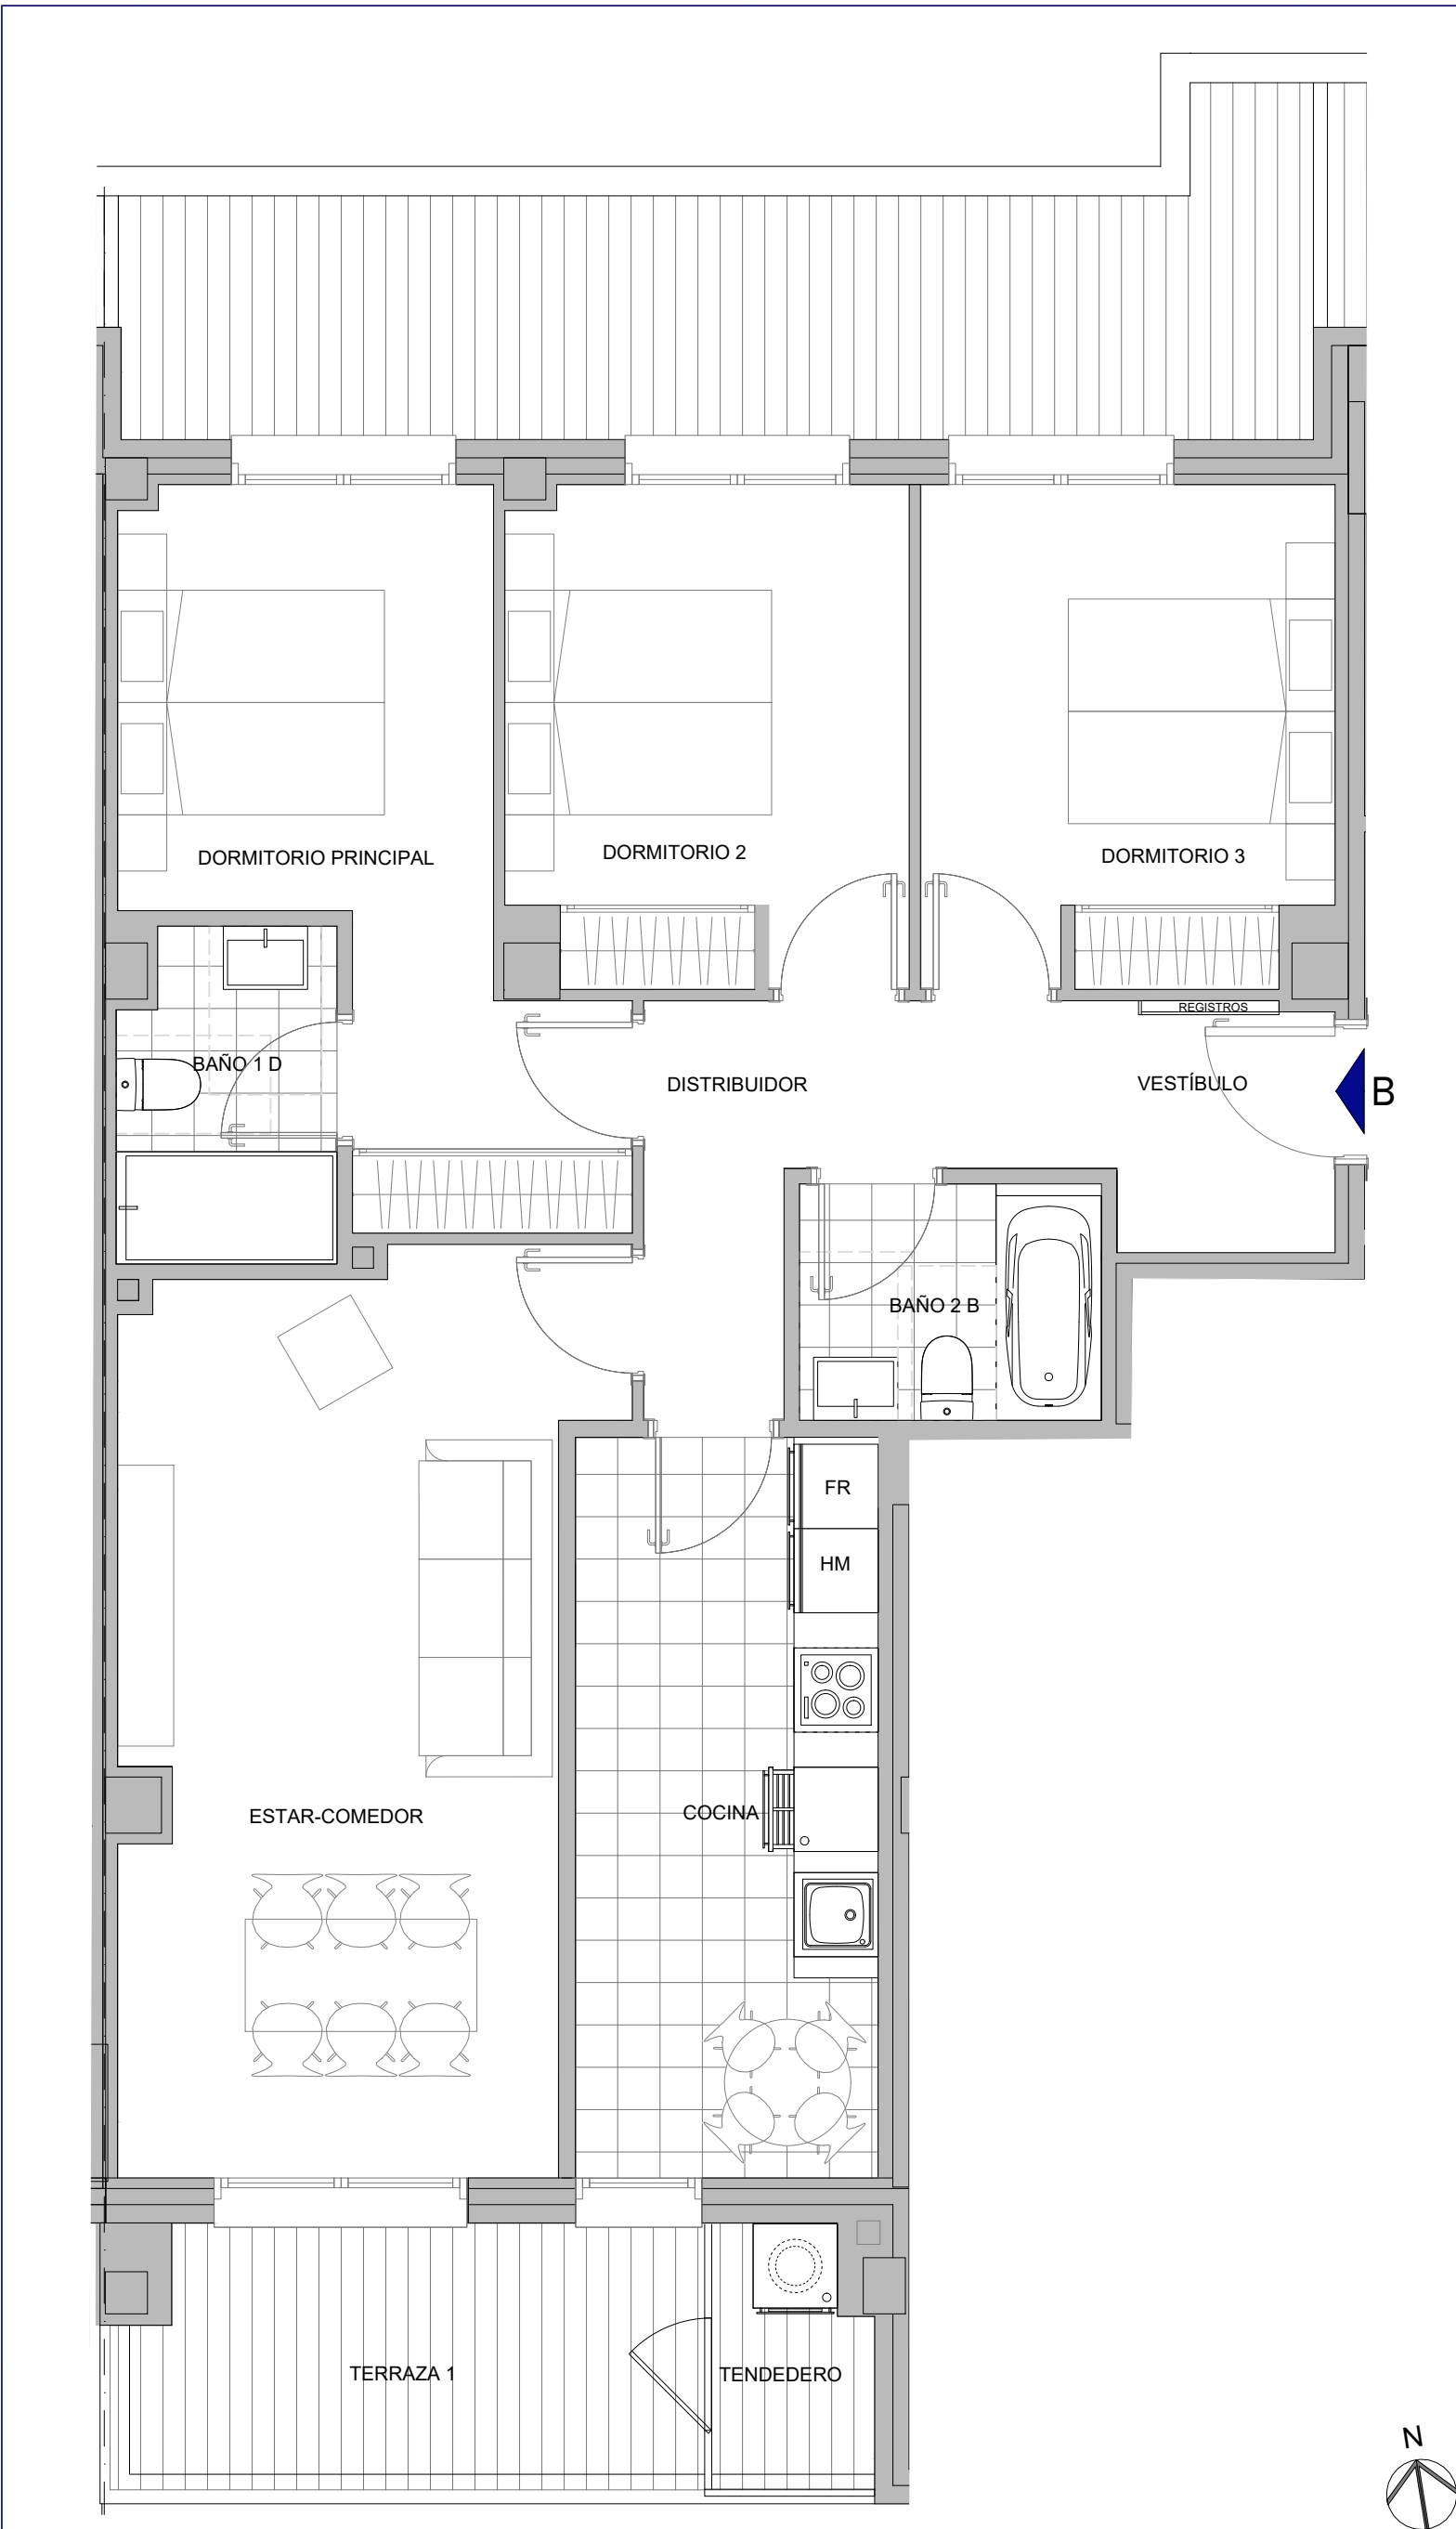 DORMITORIO PRINCIPAL
DORMITORIO 2
DORMITORIO 3
REGISTROS
BAÑO 1 D
DISTRIBUIDOR
VESTÍBULO
B
BAÑO 2 B
FR
HM
ESTAR-COMEDOR
COCINA
TERRAZA 1
TENDEDERO
N